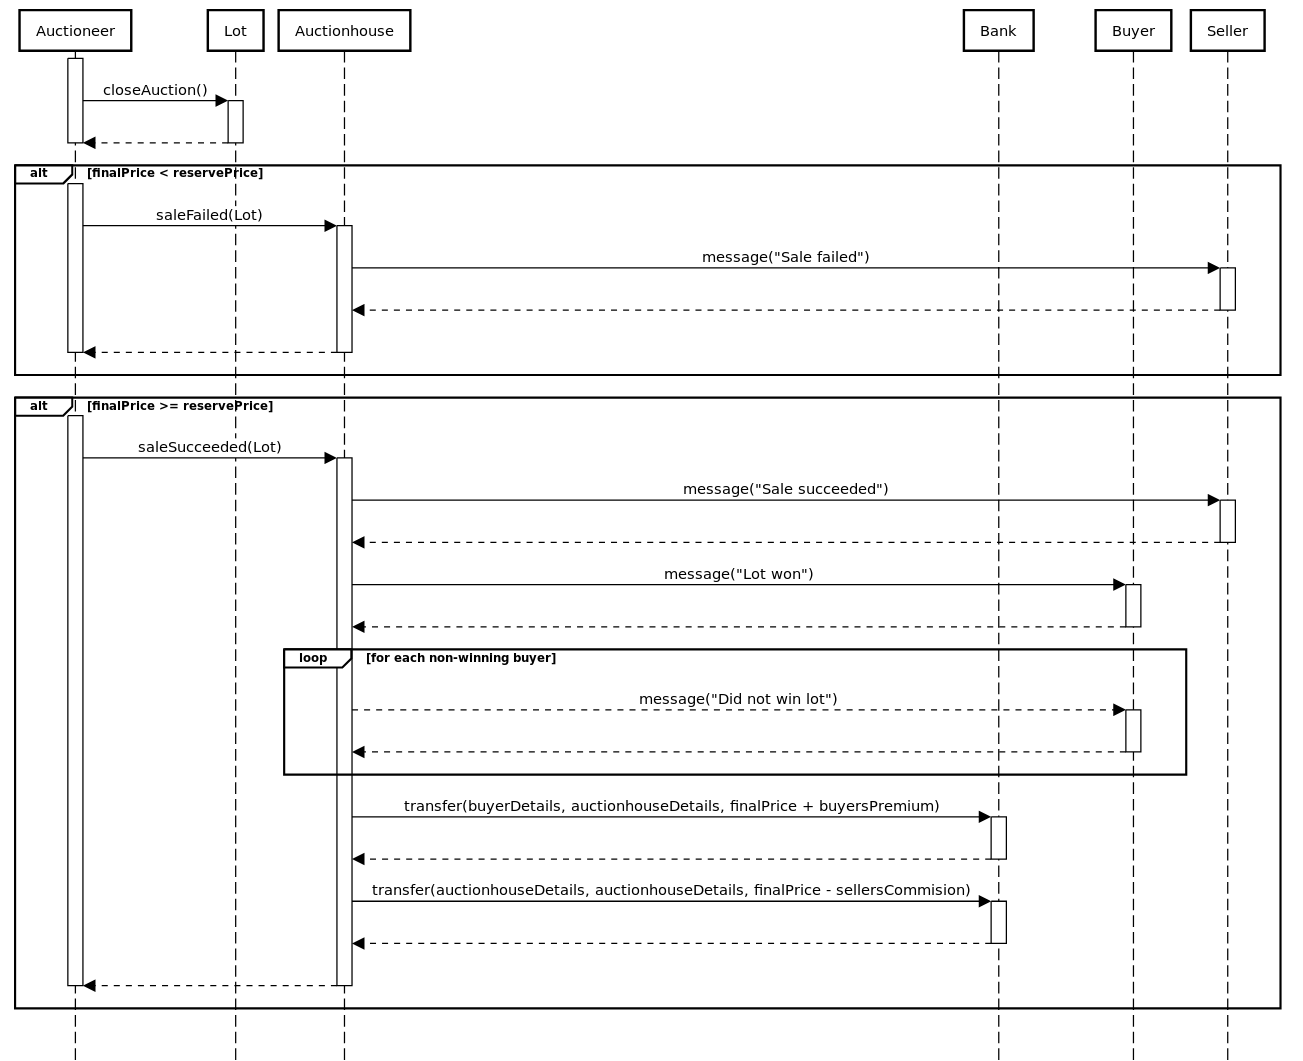 Auctioneer
Lot
Auctionhouse
Bank
Buyer
Seller
closeAuction()
alt
[finalPrice < reservePrice]
saleFailed(Lot)
message("Sale failed")
alt
[finalPrice >= reservePrice]
saleSucceeded(Lot)
message("Sale succeeded")
message("Lot won")
loop
[for each non-winning buyer]
message("Did not win lot")
transfer(buyerDetails, auctionhouseDetails, finalPrice + buyersPremium)
transfer(auctionhouseDetails, auctionhouseDetails, finalPrice - sellersCommision)